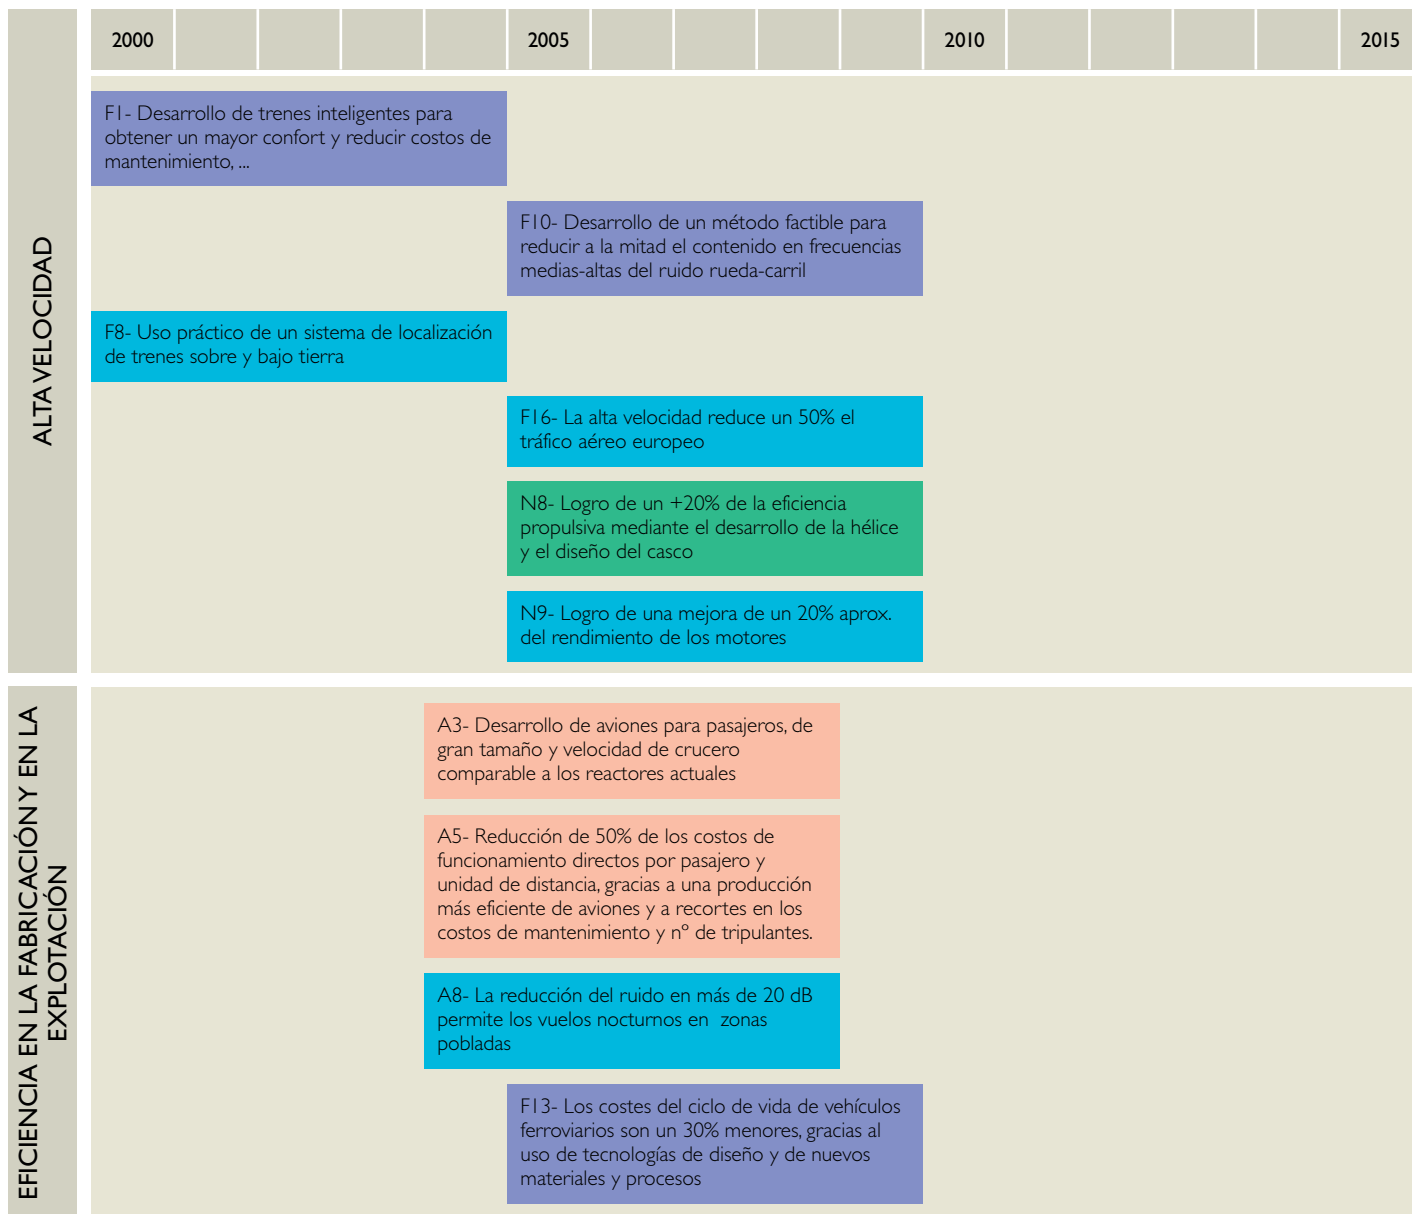 2000
2005
2010
2015
ALTA VELOCIDAD
F1- Desarrollo de trenes inteligentes para
obtener un mayor confort y reducir costos de
mantenimiento, ...
F10- Desarrollo de un método factible para
reducir a la mitad el contenido en frecuencias
medias-altas del ruido rueda-carril
F8- Uso práctico de un sistema de localización
de trenes sobre y bajo tierra
F16- La alta velocidad reduce un 50% el
tráfico aéreo europeo
N8- Logro de un +20% de la eficiencia
propulsiva mediante el desarrollo de la hélice
y el diseño del casco
N9- Logro de una mejora de un 20% aprox.
del rendimiento de los motores
EFICIENCIA EN LA FABRICACIÓN Y EN LA
EXPLOTACIÓN
A3- Desarrollo de aviones para pasajeros, de
gran tamaño y velocidad de crucero
comparable a los reactores actuales
A5- Reducción de 50% de los costos de
funcionamiento directos por pasajero y
unidad de distancia, gracias a una producción
más eficiente de aviones y a recortes en los
costos de mantenimiento y nº de tripulantes.
A8- La reducción del ruido en más de 20 dB
permite los vuelos nocturnos en zonas
pobladas
F13- Los costes del ciclo de vida de vehículos
ferroviarios son un 30% menores, gracias al
uso de tecnologías de diseño y de nuevos
materiales y procesos